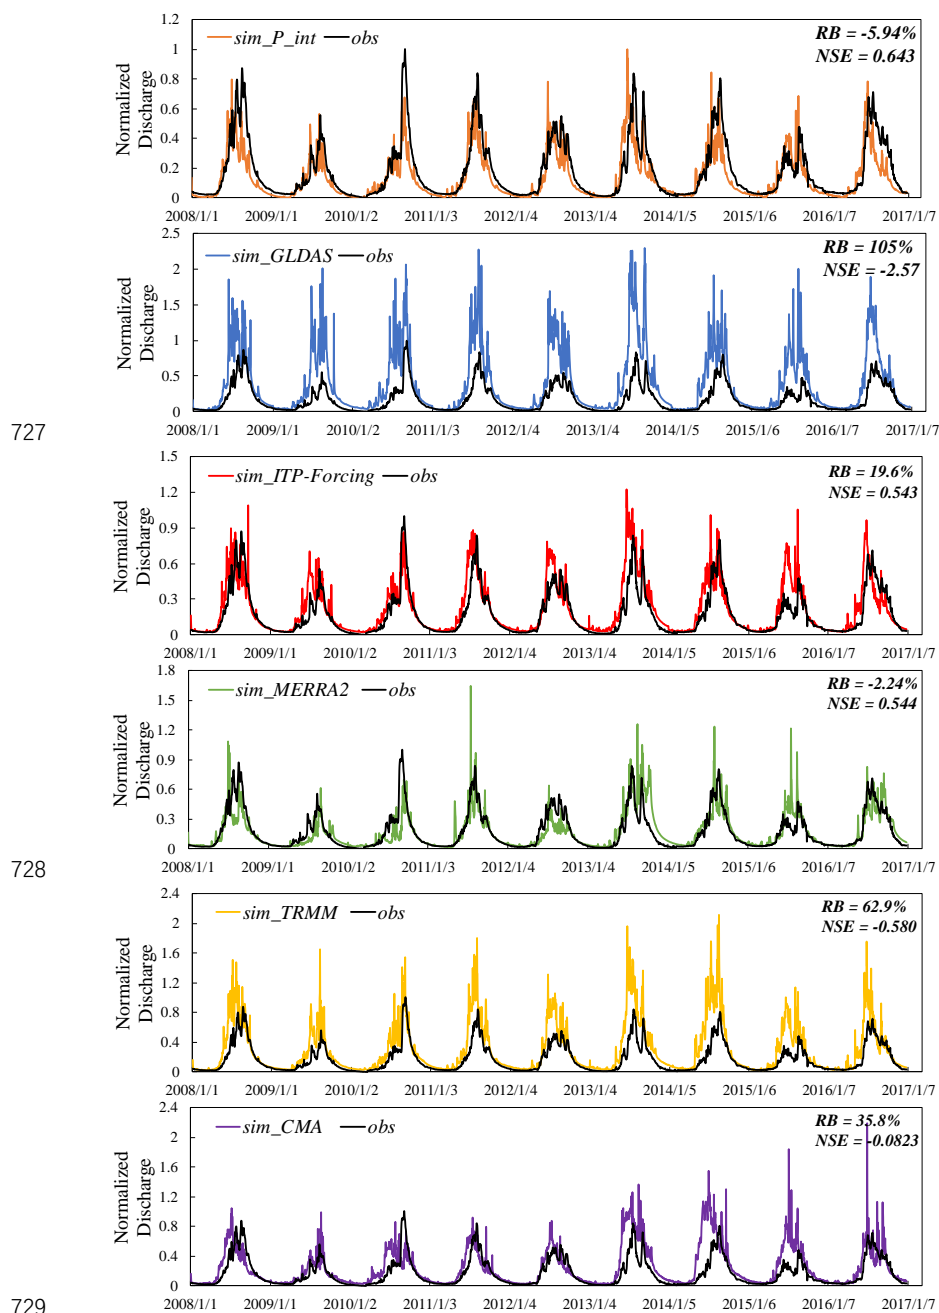 sim_P_int obs
RB = -5.94%
NSE = 0.643
Normalized
Discharge
1.2
1
0.8
0.6
0.4
0.2
0
2008/1/1 2009/1/1 2010/1/2 2011/1/3 2012/1/4 2013/1/4 2014/1/5 2015/1/6 2016/1/7 2017/1/7
sim_GLDAS obs
RB = 105%
NSE = -2.57
Normalized
Discharge
2.5
2
1.5
1
0.5
0
2008/1/1 2009/1/1 2010/1/2 2011/1/3 2012/1/4 2013/1/4 2014/1/5 2015/1/6 2016/1/7 2017/1/7
727
sim_ITP-Forcing obs
RB = 19.6%
NSE = 0.543
Normalized
Discharge
1.5
1.2
0.9
0.6
0.3
0
2008/1/1 2009/1/1 2010/1/2 2011/1/3 2012/1/4 2013/1/4 2014/1/5 2015/1/6 2016/1/7 2017/1/7
sim_MERRA2 obs
RB = -2.24%
NSE = 0.544
Normalized
Discharge
1.8
1.5
1.2
0.9
0.6
0.3
0
2008/1/1 2009/1/1 2010/1/2 2011/1/3 2012/1/4 2013/1/4 2014/1/5 2015/1/6 2016/1/7 2017/1/7
728
sim_TRMM obs
RB = 62.9%
NSE = -0.580
Normalized
Discharge
2.4
2
1.6
1.2
0.8
0.4
0
2008/1/1 2009/1/1 2010/1/2 2011/1/3 2012/1/4 2013/1/4 2014/1/5 2015/1/6 2016/1/7 2017/1/7
sim_CMA obs
RB = 35.8%
NSE = -0.0823
Normalized
Discharge
2.4
2
1.6
1.2
0.8
0.4
0
2008/1/1 2009/1/1 2010/1/2 2011/1/3 2012/1/4 2013/1/4 2014/1/5 2015/1/6 2016/1/7 2017/1/7
729